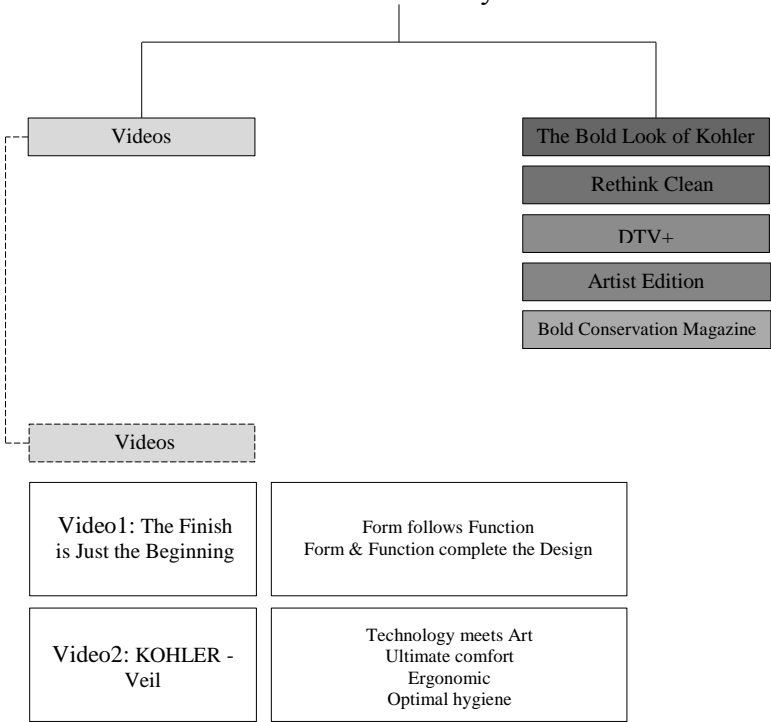 Videos
The Bold Look of Kohler
Rethink Clean
DTV+
Artist Edition
Bold Conservation Magazine
Videos
Video1: The Finish
is Just the Beginning
Form follows Function
Form & Function complete the Design
Video2: KOHLER -
Veil
Technology meets Art
Ultimate comfort
Ergonomic
Optimal hygiene